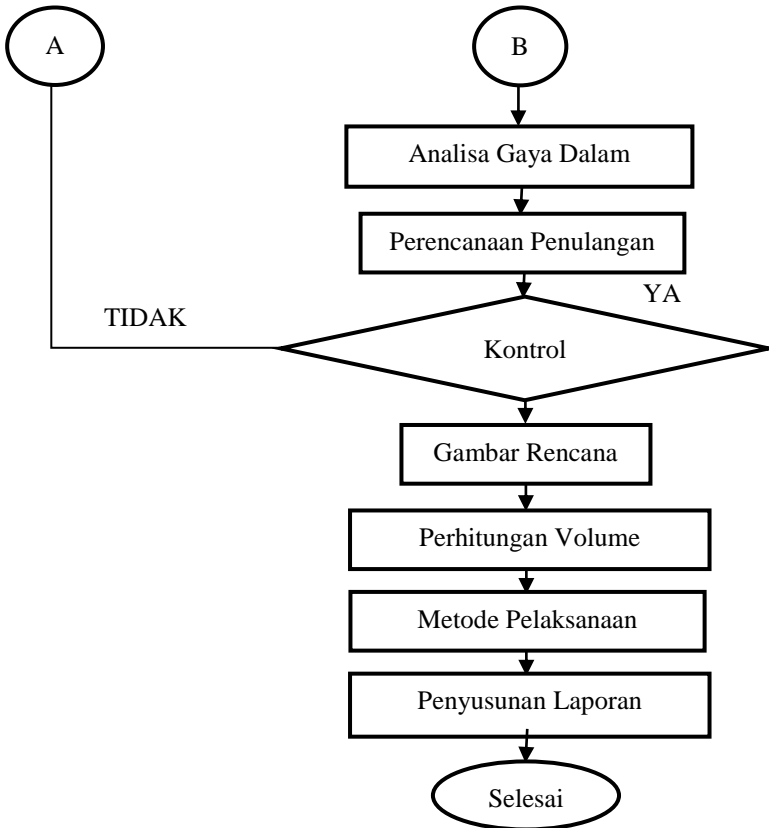 A
B
Analisa Gaya Dalam
Perencanaan Penulangan
YA
TIDAK
Kontrol
Gambar Rencana
Perhitungan Volume
Metode Pelaksanaan
Penyusunan Laporan
Selesai